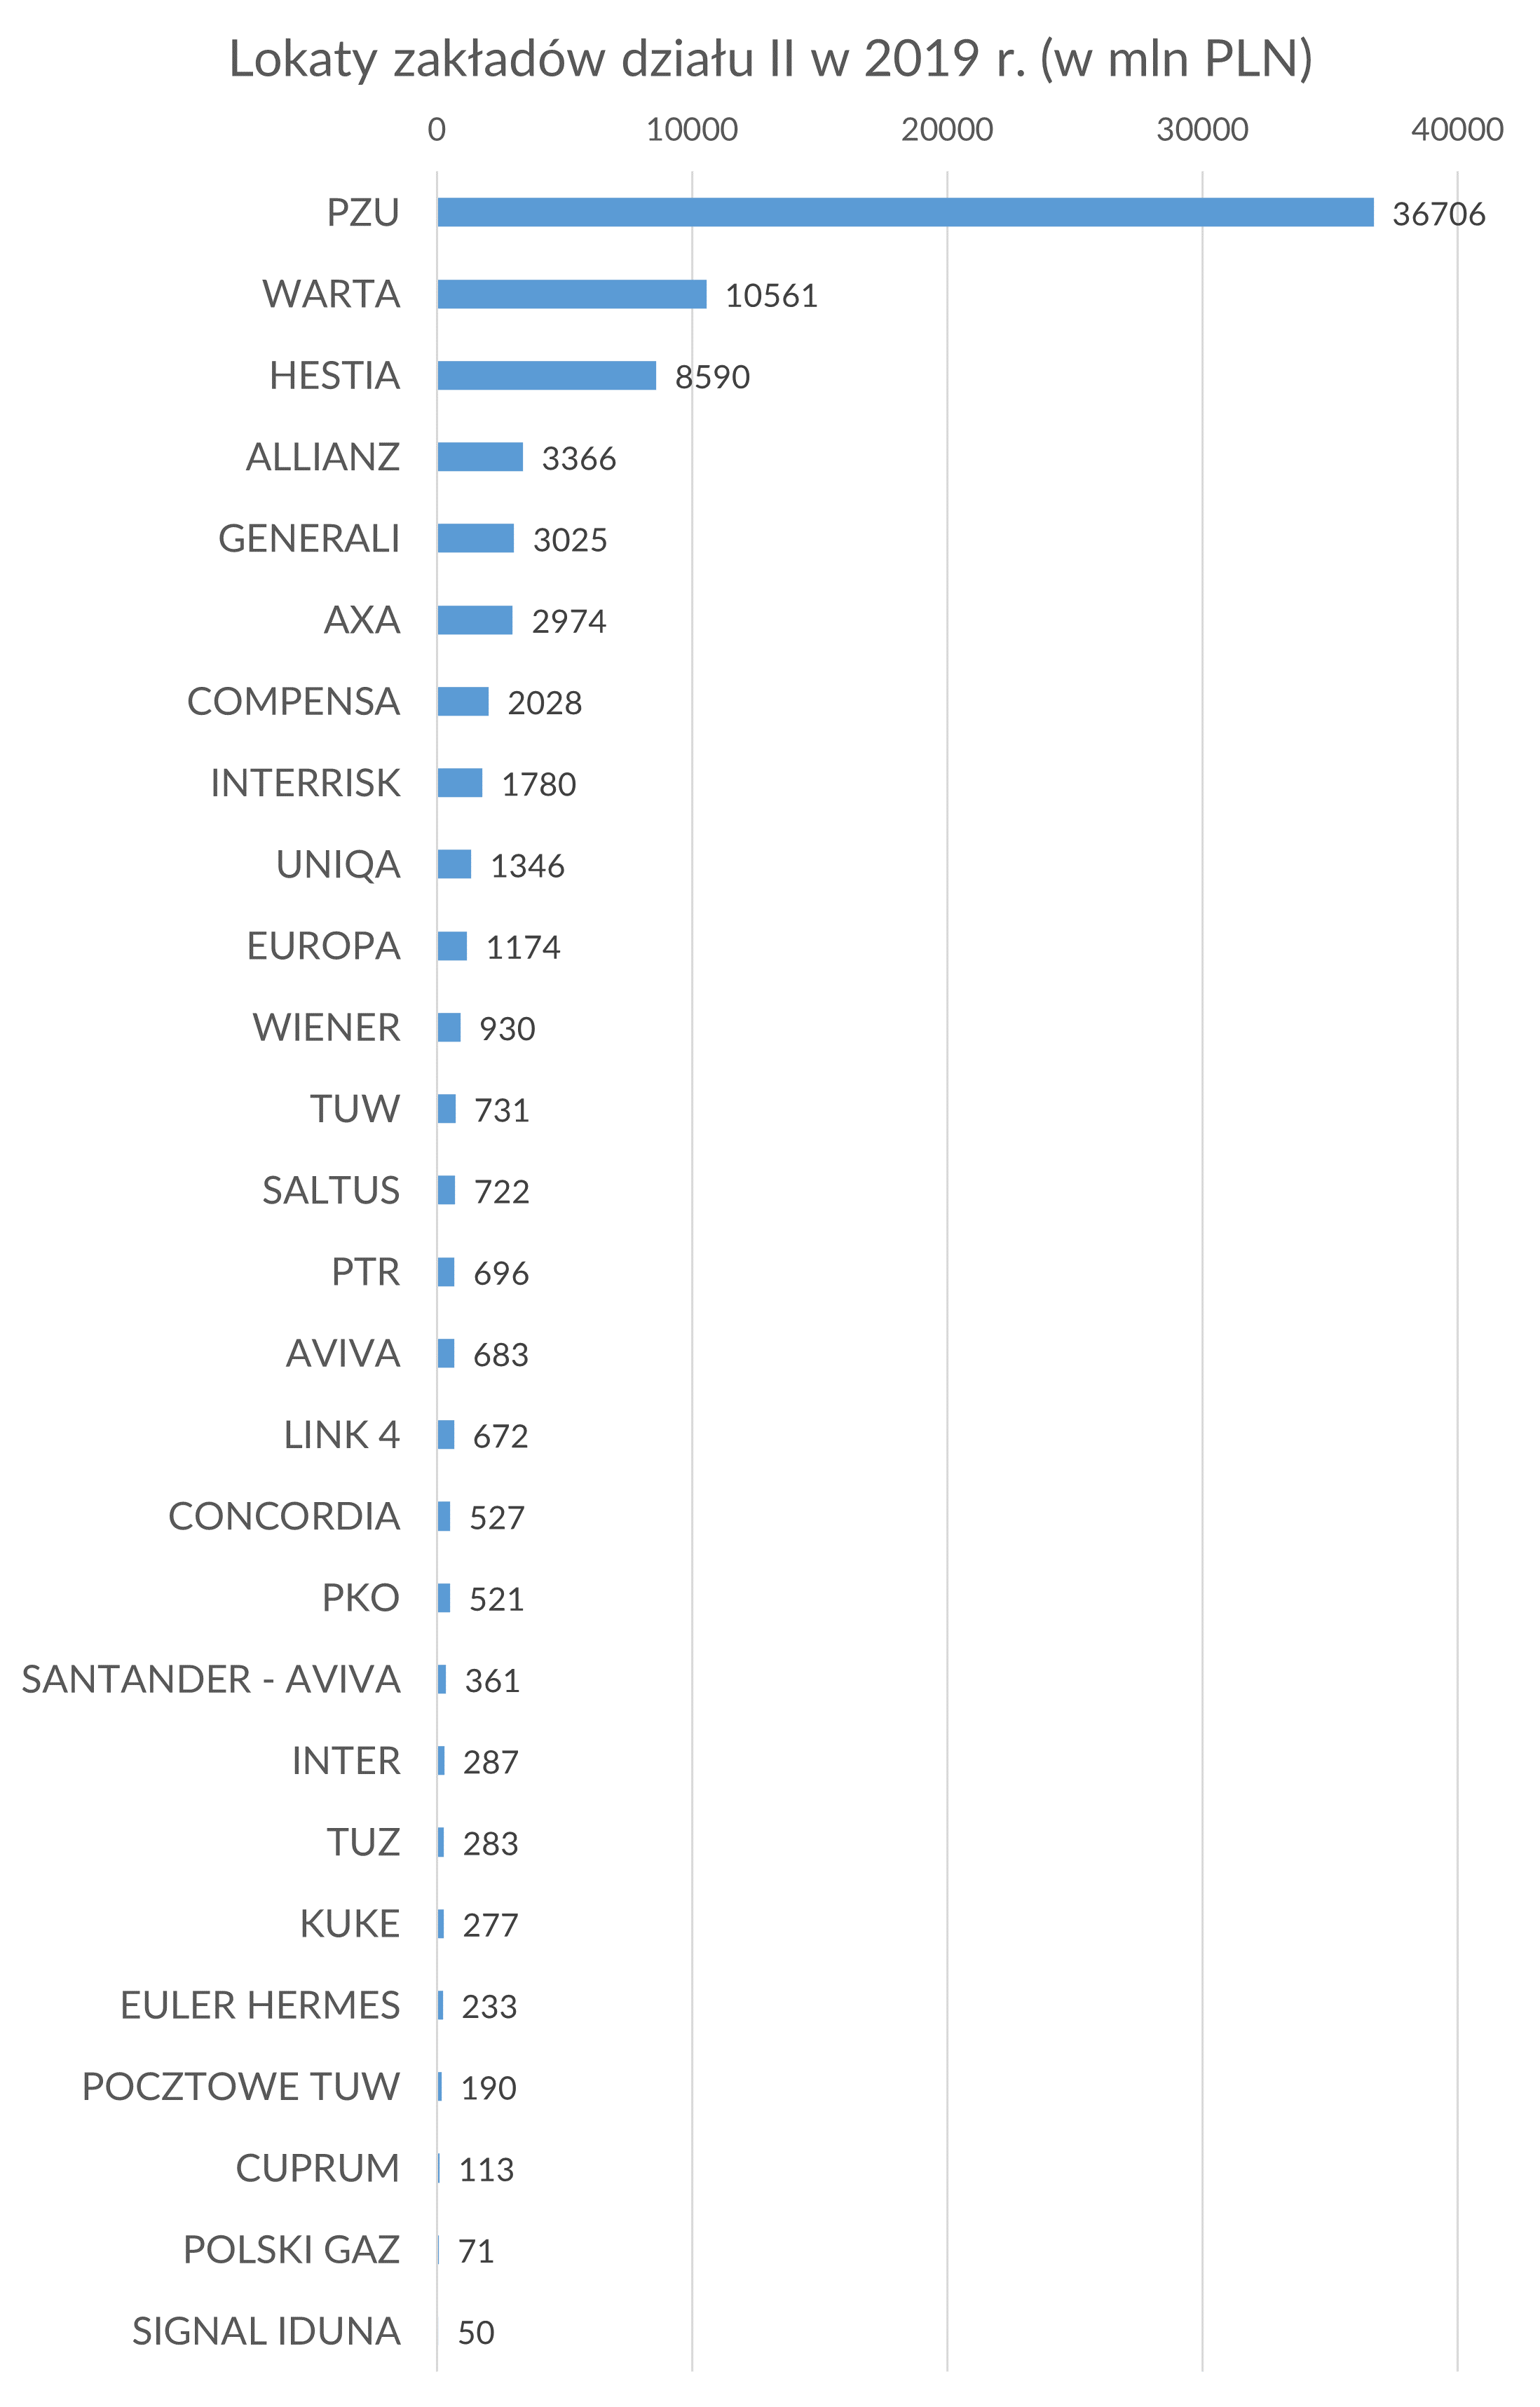 Lokaty zakładów działu II w 2019 r. (w mln PLN)
0 10000 20000 30000 40000
PZU 36706
WARTA 10561
HESTIA 8590
ALLIANZ 3366
GENERALI 3025
AXA 2974
COMPENSA 2028
INTERRISK 1780
UNIQA 1346
EUROPA 1174
WIENER 930
TUW 731
SALTUS 722
PTR 696
AVIVA 683
LINK 4 672
CONCORDIA 527
PKO 521
SANTANDER - AVIVA 361
INTER 287
TUZ 283
KUKE 277
EULER HERMES 233
POCZTOWE TUW 190
CUPRUM 113
POLSKI GAZ 71
SIGNAL IDUNA 50